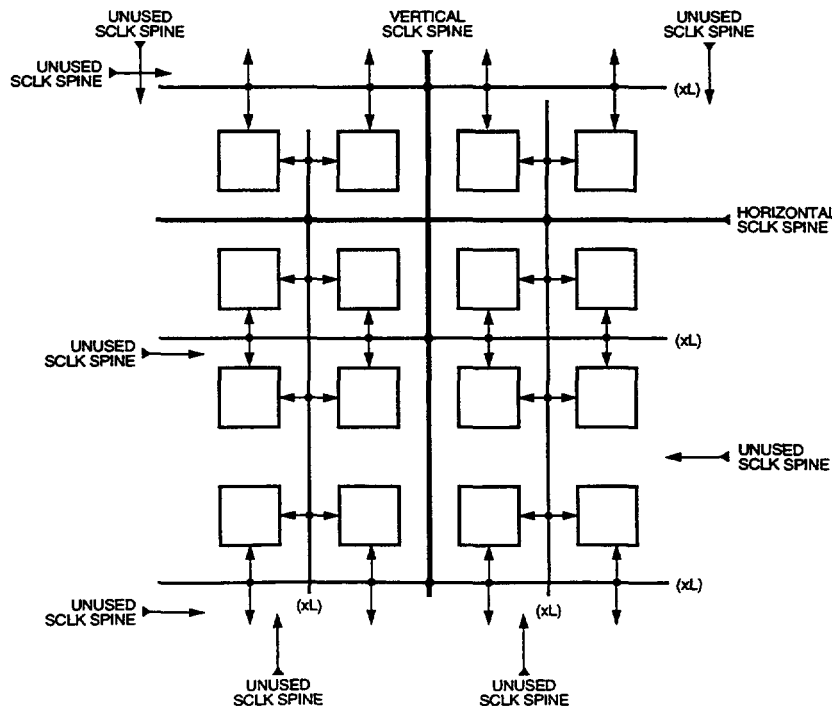 UNUSED
SCLK SPINE
VERTICAL
SCLK SPINE
UNUSED
SCLK SPINE
UNUSED
SCLK SPINE
(xL)
HORIZONTAL
SCLK SPINE
UNUSED
SCLK SPINE
(xL)
UNUSED
SCLK SPINE
UNUSED
SCLK SPINE
(xL)
(xL)
(xL)
UNUSED
SCLK SPINE
UNUSED
SCLK SPINE